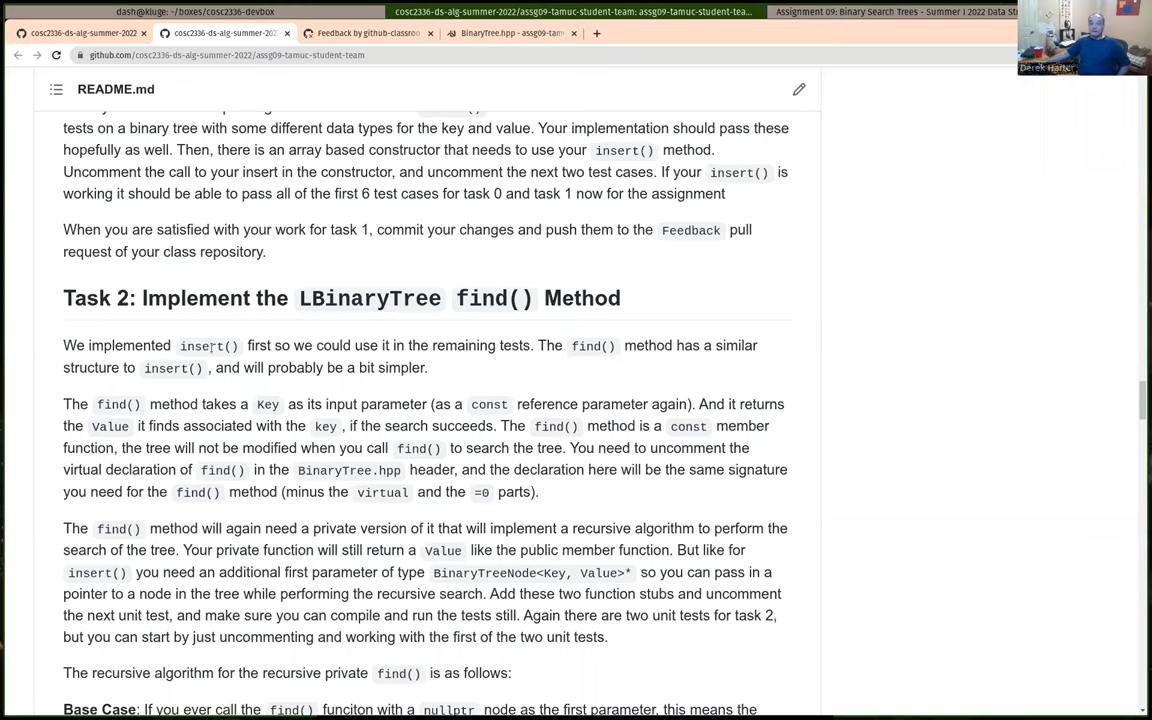 dash@kluge: ~/boxes/cosc2336-devbox
cosc2336-ds-alg-summer-2022/assg09-tamuc-student-team: assg09-tamuc-student-tea...
Assignment 09: Binary Search Trees - Summer I 2022 Data St
cosc2336-ds-alg-summer-2022
cosc2336-ds-alg-summer-202
Feedback by github-classroo
BinaryTree.hpp - assg09-tam
github.com/cosc2336-ds-alg-summer-2022/assg09-tamuc-student-team
Derek Harter
README.md
tests on a binary tree with some different data types for the key and value. Your implementation should pass these
hopefully as well. Then, there is an array based constructor that needs to use your insert() method.
Uncomment the call to your insert in the constructor, and uncomment the next two test cases. If your insert() is
working it should be able to pass all of the first 6 test cases for task 0 and task 1 now for the assignment
When you are satisfied with your work for task 1, commit your changes and push them to the Feedback pull
request of your class repository.
Task 2: Implement the LBinaryTree find() Method
We implemented insert() first so we could use it in the remaining tests. The find() method has a similar
structure to insert(), and will probably be a bit simpler.
The find() method takes a Key as its input parameter (as a const reference parameter again). And it returns
the Value it finds associated with the key, if the search succeeds. The find() method is a const member
function, the tree will not be modified when you call find() to search the tree. You need to uncomment the
virtual declaration of find() in the BinaryTree.hpp header, and the declaration here will be the same signature
you need for the find() method (minus the virtual and the =0 parts).
The find() method will again need a private version of it that will implement a recursive algorithm to perform the
search of the tree. Your private function will still return a Value like the public member function. But like for
insert() you need an additional first parameter of type BinaryTreeNode<Key, Value>* so you can pass in a
pointer to a node in the tree while performing the recursive search. Add these two function stubs and uncomment
the next unit test, and make sure you can compile and run the tests still. Again there are two unit tests for task 2,
but you can start by just uncommenting and working with the first of the two unit tests.
The recursive algorithm for the recursive private find() is as follows:
Base Case: If you ever call the find() funciton with a nullptr node as the first parameter, this means the